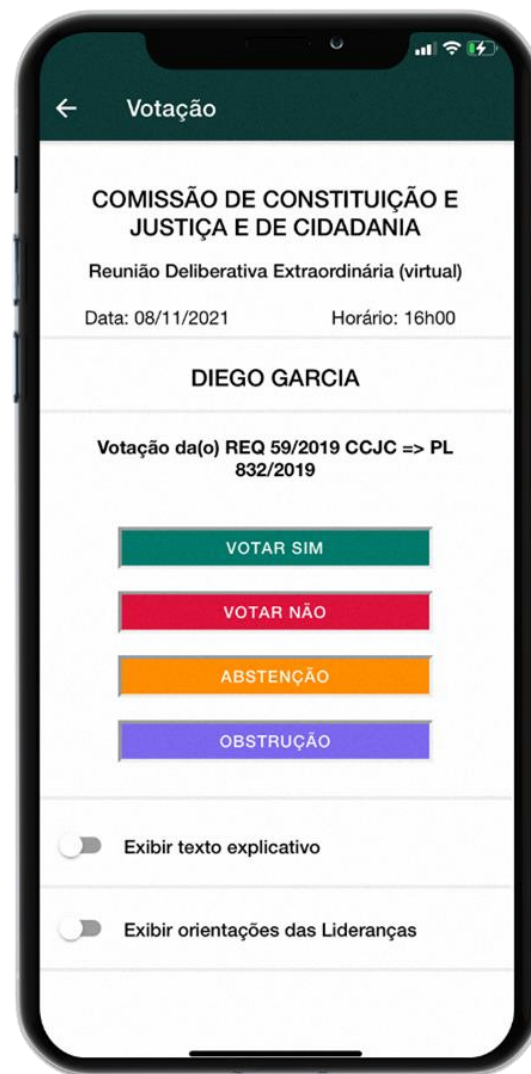 Votação
COMISSÃO DE CONSTITUIÇÃO E
JUSTIÇA E DE CIDADANIA
Reunião Deliberativa Extraordinária (virtual)
Data: 08/11/2021 Horário: 16h00
DIEGO GARCIA
Votação da(o) REQ 59/2019 CCJC => PL
832/2019
VOTAR SIM
VOTAR NÃO
ABSTENÇÃO
OBSTRUÇÃO
Exibir texto explicativo
Exibir orientações das Lideranças